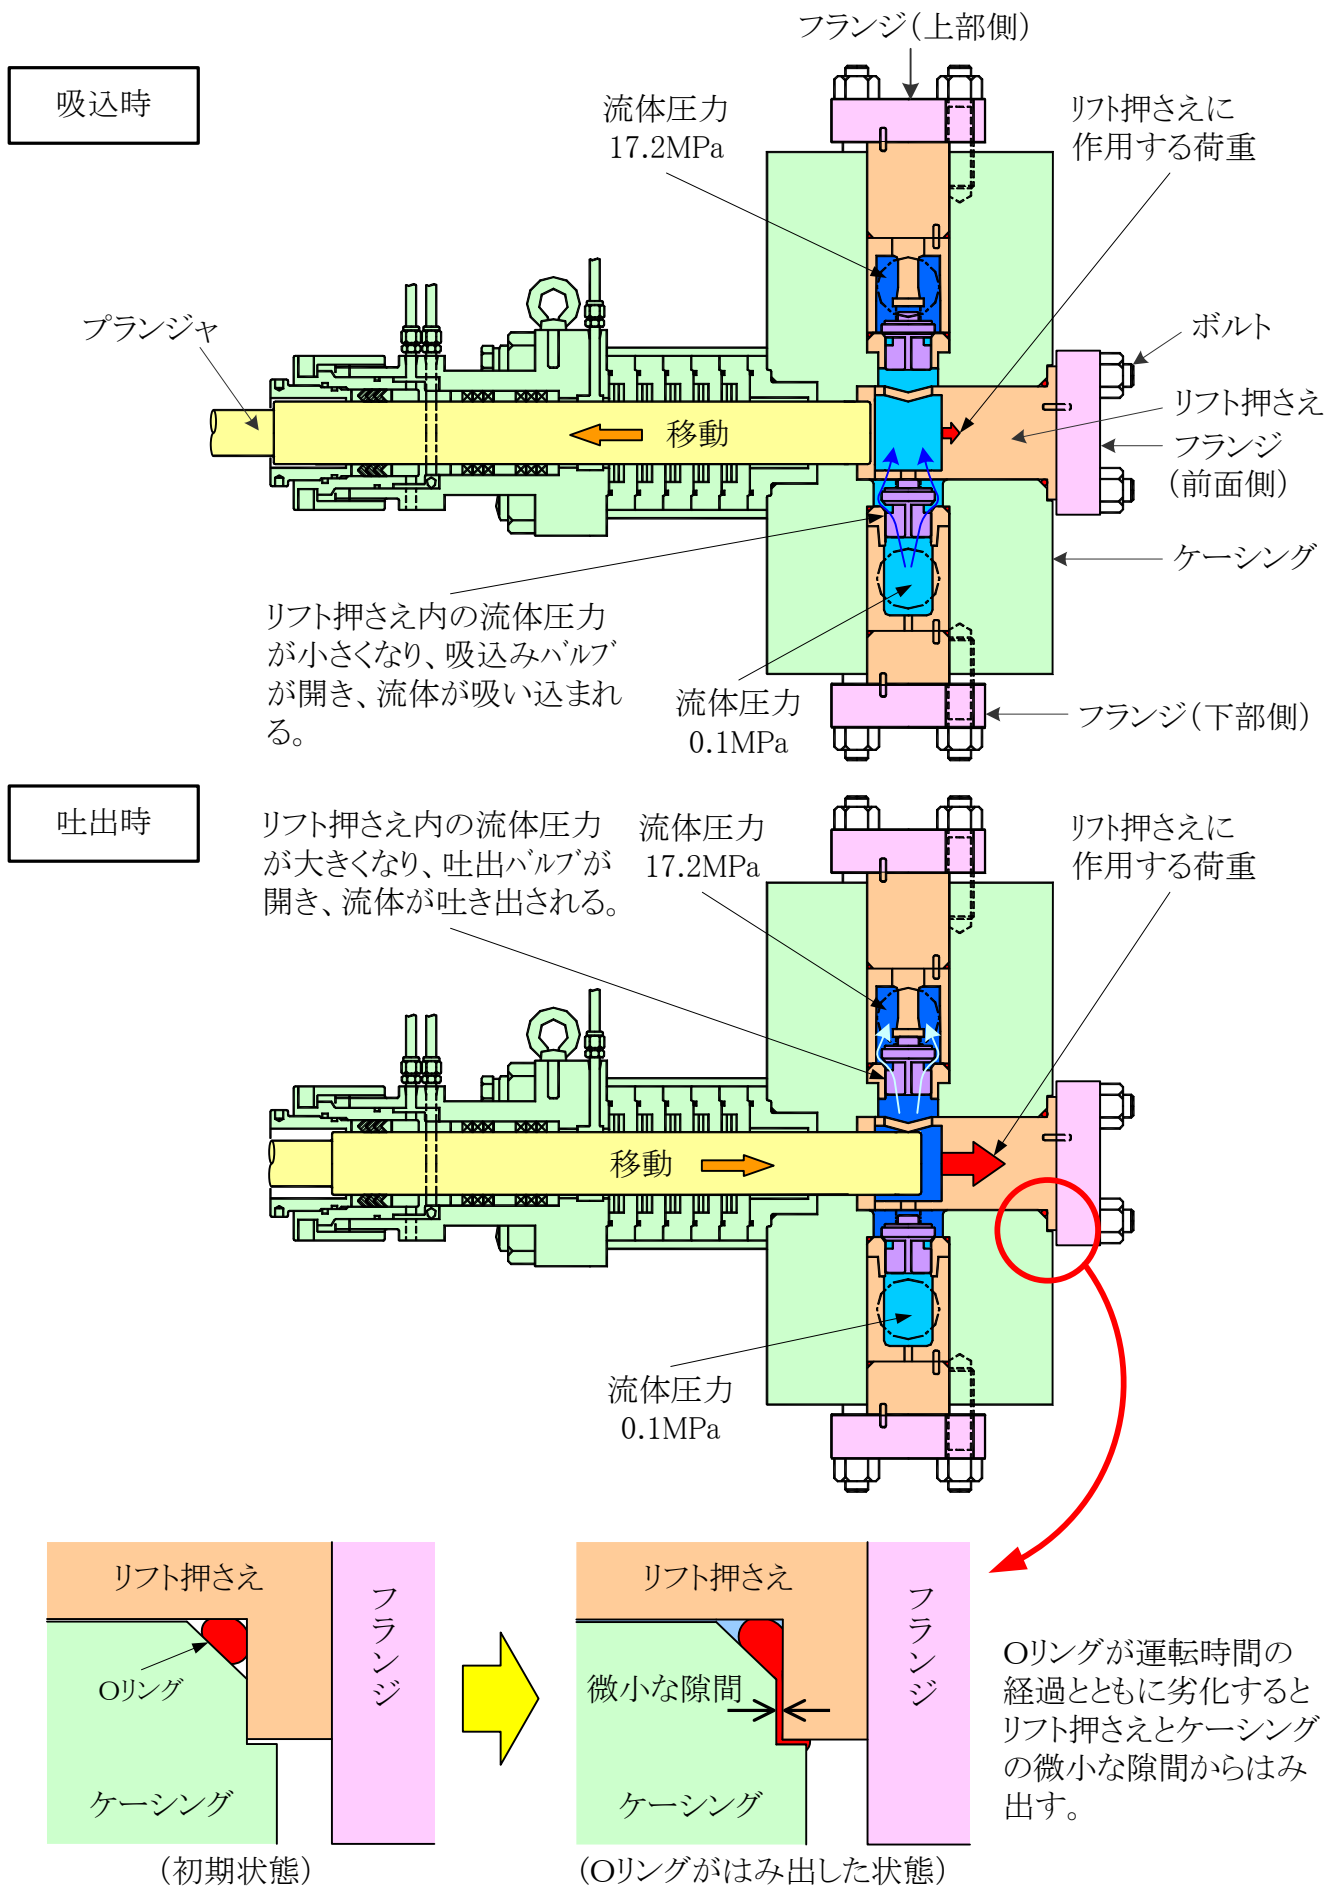 フランジ(上部側)
吸込時
流体圧力
17.2MPa
リフト押さえに
作用する荷重
プランジャ
ボルト
移動
リフト押さえ
フランジ
(前面側)
ケーシング
リフト押さえ内の流体圧力
が小さくなり、吸込みバルブ
が開き、流体が吸い込まれ
る。
流体圧力
0.1MPa
フランジ(下部側)
吐出時
リフト押さえ内の流体圧力
が大きくなり、吐出バルブが
開き、流体が吐き出される。
流体圧力
17.2MPa
リフト押さえに
作用する荷重
移動
流体圧力
0.1MPa
リフト押さえ
フランジ
Oリング
ケーシング
(初期状態)
リフト押さえ
フランジ
微小な隙間
ケーシング
(Oリングがはみ出した状態)
Oリングが運転時間の
経過とともに劣化すると
リフト押さえとケーシング
の微小な隙間からはみ
出す。